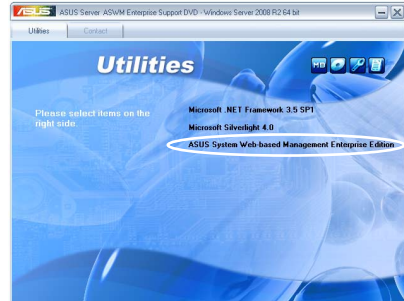 ASUS ASUS Server ASWM Enterprise Support DVD - Windows Server 2008 R2 64 bit
Utilities Contact
Utilities
Please select items on the
right side.
Microsoft .NET Framework 3.5 SP1
Microsoft Silverlight 4.0
ASUS System Web-based Management Enterprise Edition